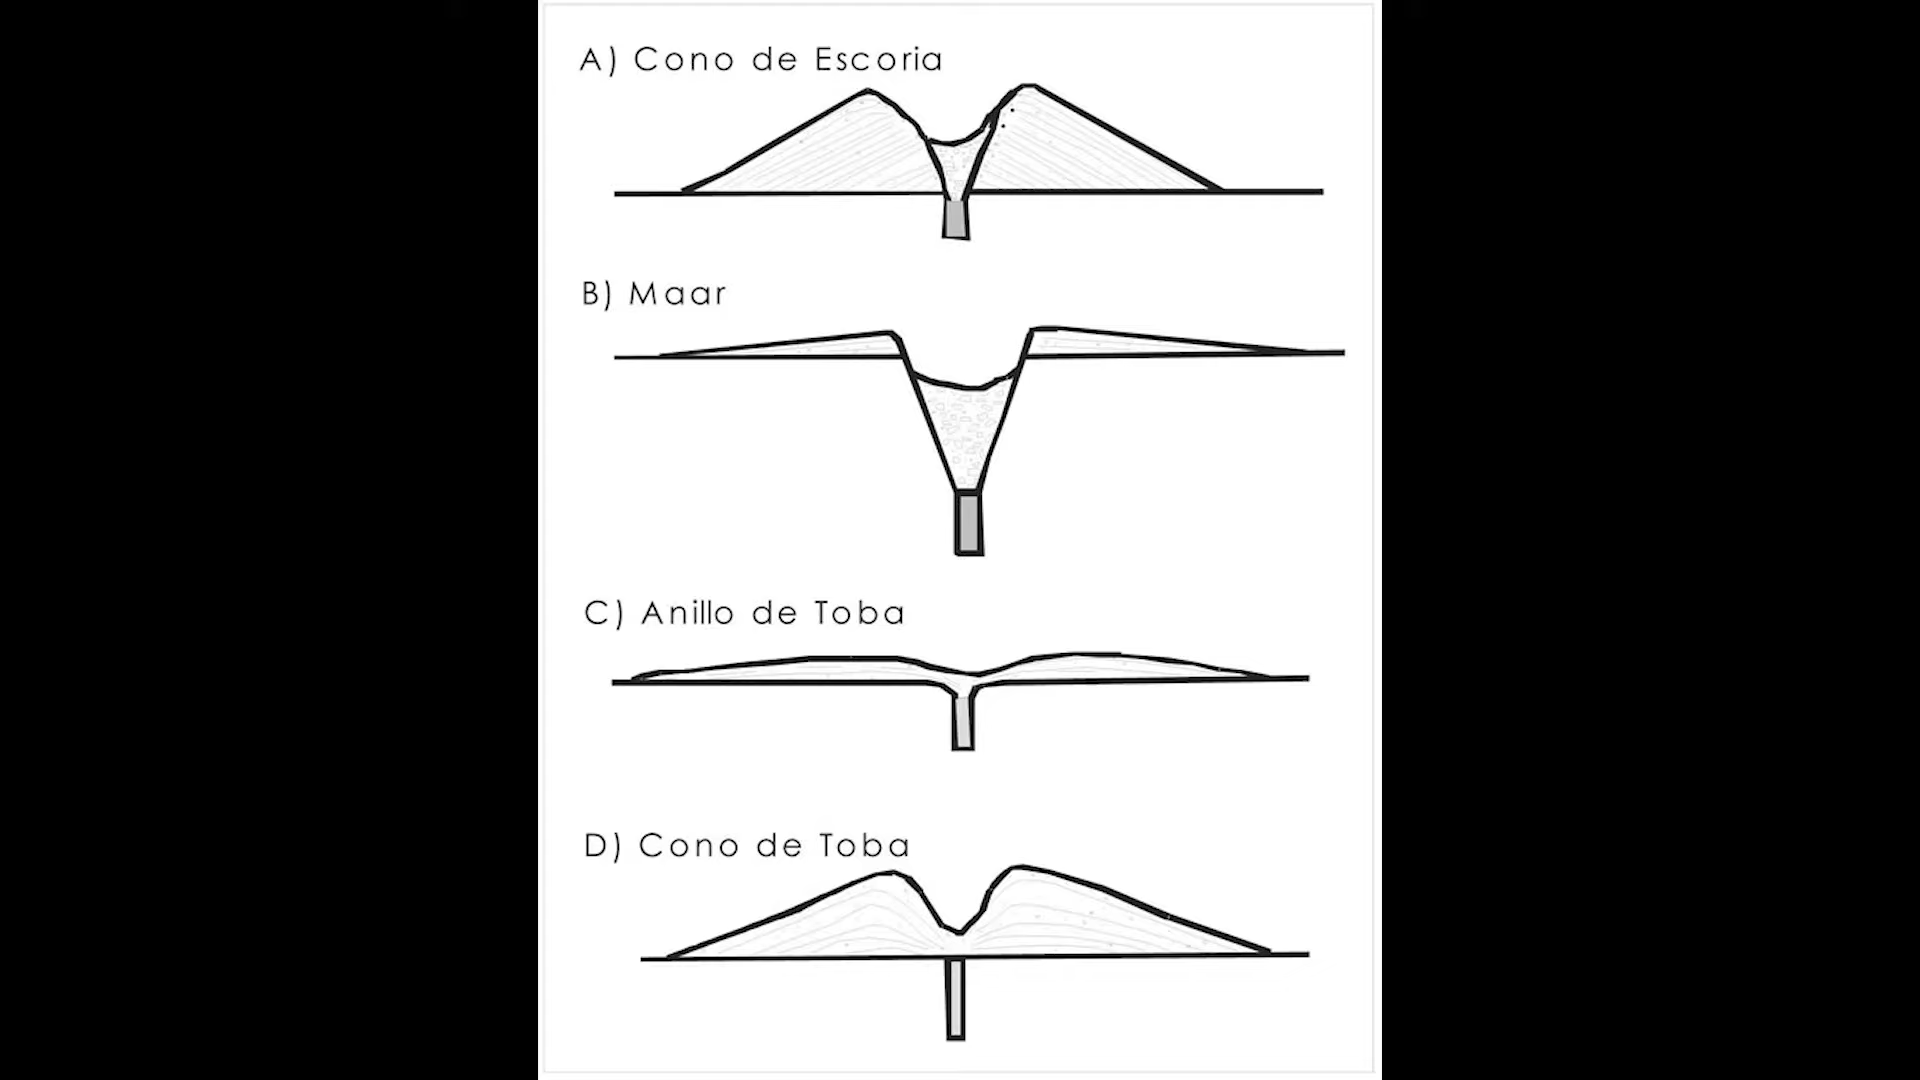 A) Cono de Escoria
B) Maar
C) Anillo de Toba
D) Cono de Toba